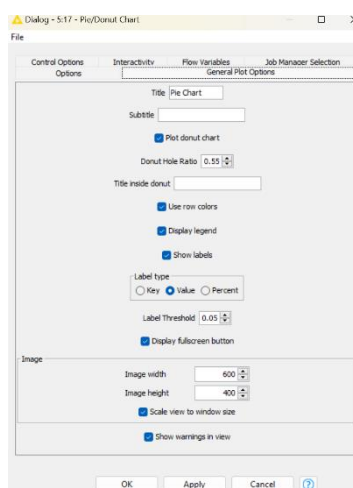 Dialog - 5:17 - Pie/Donut Chart
File
Control Options Interactivity Flow Variables Job Manager Selection
Options General Plot Options
Title Pie Chart
Subtitle
Plot donut chart
Donut Hole Ratio 0.55
Title inside donut
Use row colors
Display legend
Show labels
Label type
Key Value Percent
Label Threshold 0.05
Display fullscreen button
Image
Image width 600
Image height 400
Scale view to window size
Show warnings in view
OK Apply Cancel ?